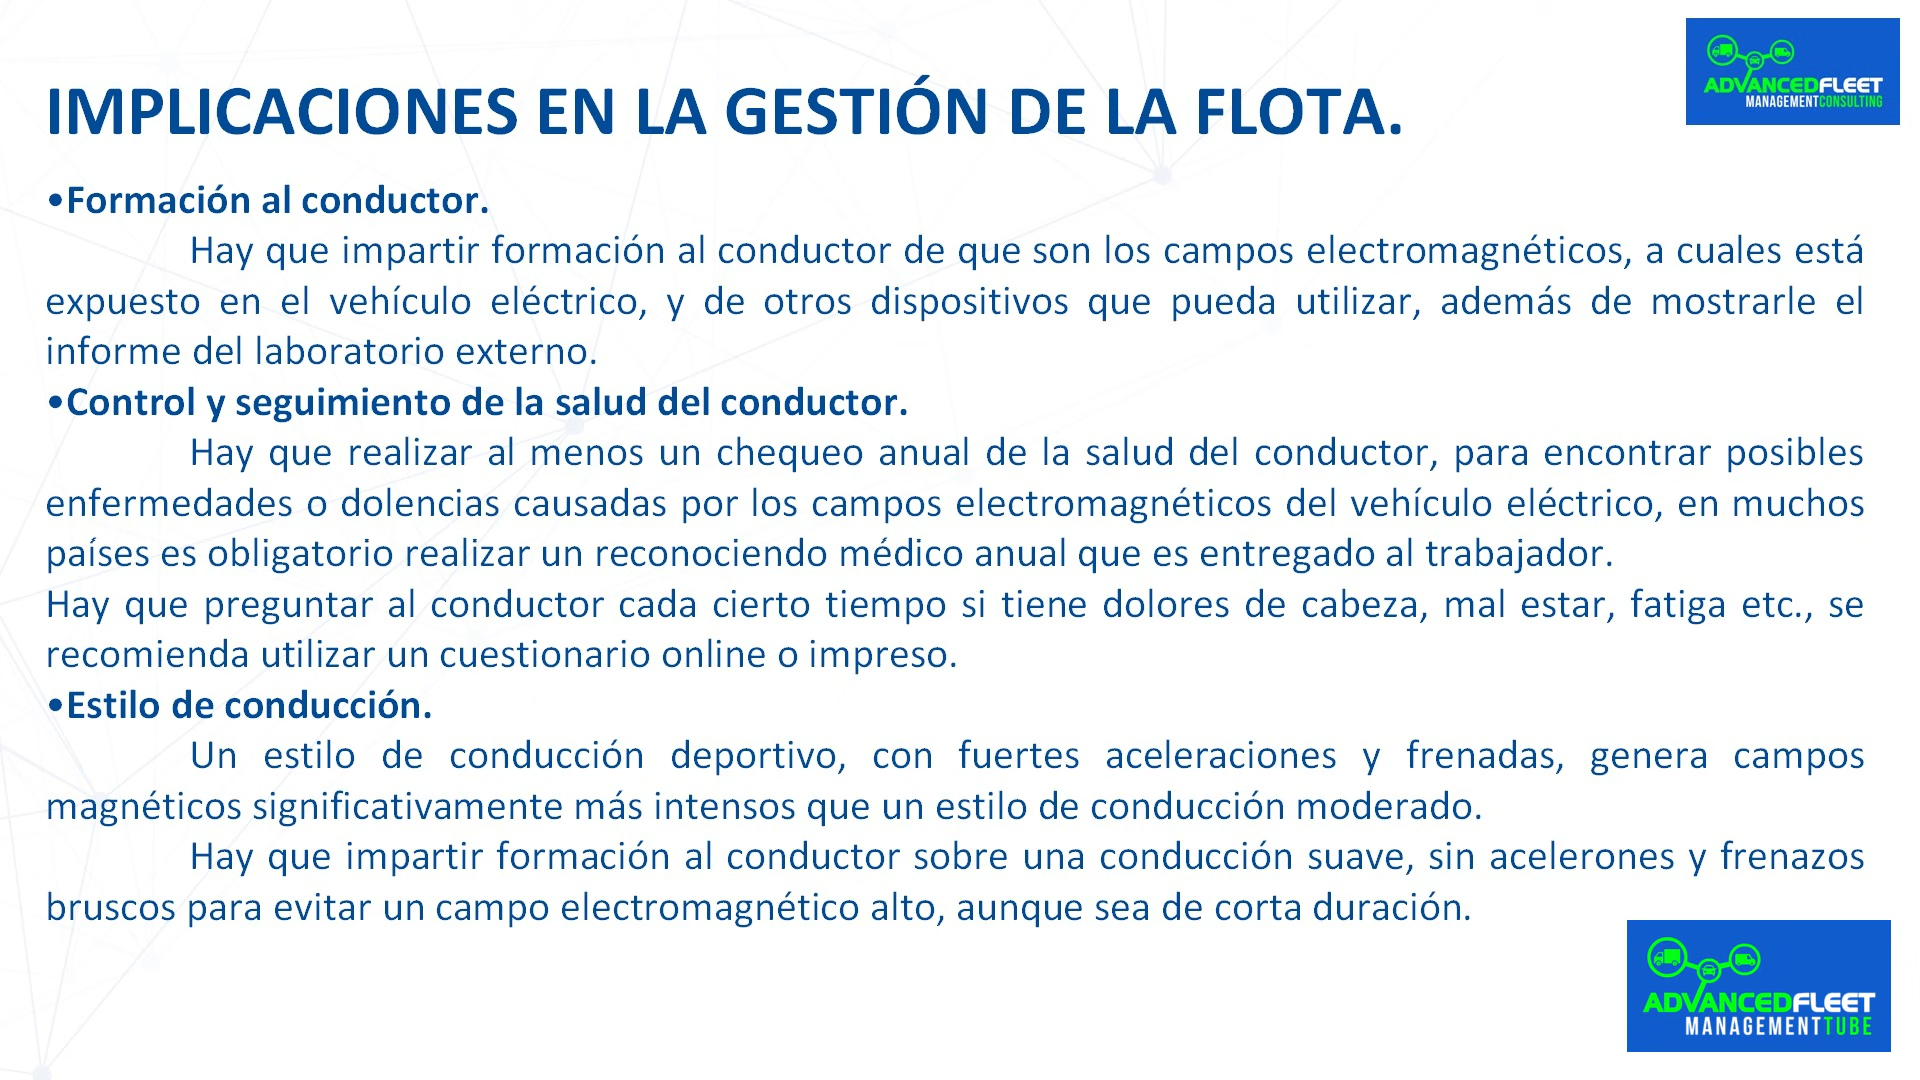 IMPLICACIONES EN LA GESTIÓN DE LA FLOTA.
ADVANCEDFLEET
MANAGEMENTCONSULTING
•Formación al conductor.
Hay que impartir formación al conductor de que son los campos electromagnéticos, a cuales está
expuesto en el vehículo eléctrico, y de otros dispositivos que pueda utilizar, además de mostrarle el
informe del laboratorio externo.
•Control y seguimiento de la salud del conductor.
Hay que realizar al menos un chequeo anual de la salud del conductor, para encontrar posibles
enfermedades o dolencias causadas por los campos electromagnéticos del vehículo eléctrico, en muchos
países es obligatorio realizar un reconociendo médico anual que es entregado al trabajador.
Hay que preguntar al conductor cada cierto tiempo si tiene dolores de cabeza, mal estar, fatiga etc., se
recomienda utilizar un cuestionario online o impreso.
•Estilo de conducción.
Un estilo de conducción deportivo, con fuertes aceleraciones y frenadas, genera campos
magnéticos significativamente más intensos que un estilo de conducción moderado.
Hay que impartir formación al conductor sobre una conducción suave, sin acelerones y frenazos
bruscos para evitar un campo electromagnético alto, aunque sea de corta duración.
ADVANCEDFLEET
MANAGEMENTTUBE